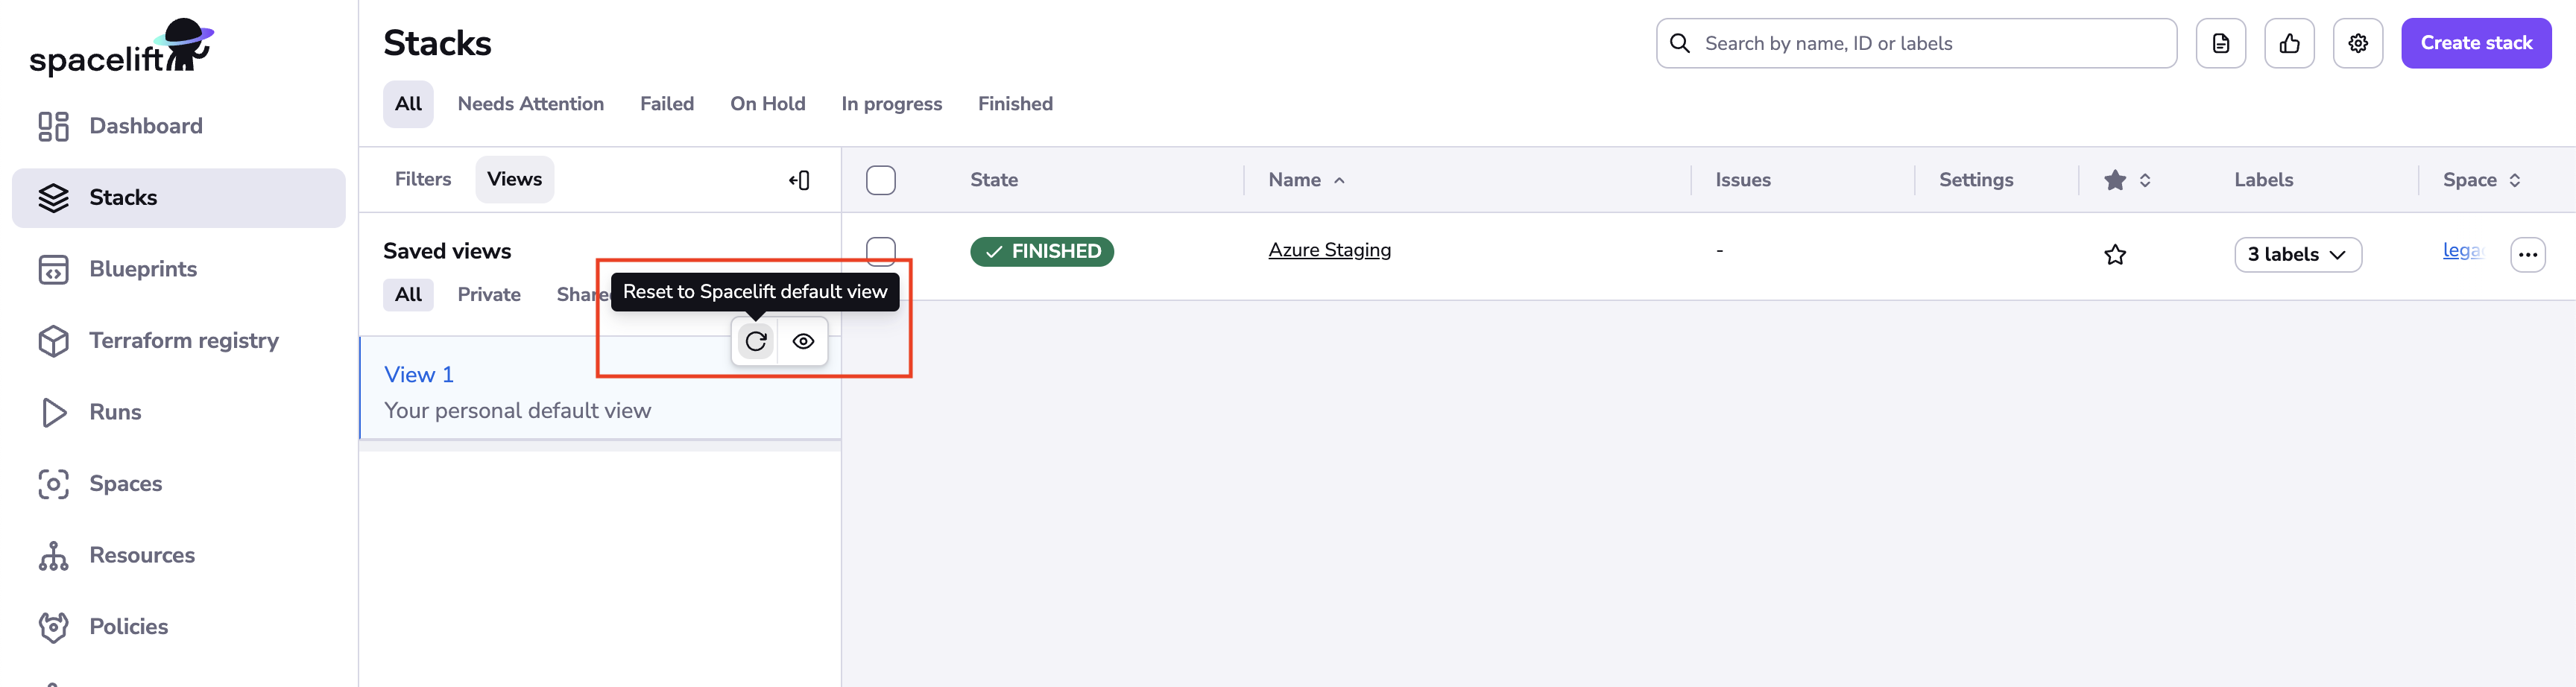 spacelift
Dashboard
Stacks
Blueprints
Terraform registry
Runs
Spaces
Resources
Policies
Stacks
Search by name, ID or labels
Create stack
All Needs Attention Failed On Hold In progress Finished
Filters Views
Saved views
All Private Share
Reset to Spacelift default view
View 1
Your personal default view
State Name Issues Settings Labels Space
FINISHED Azure Staging - 3 labels lega